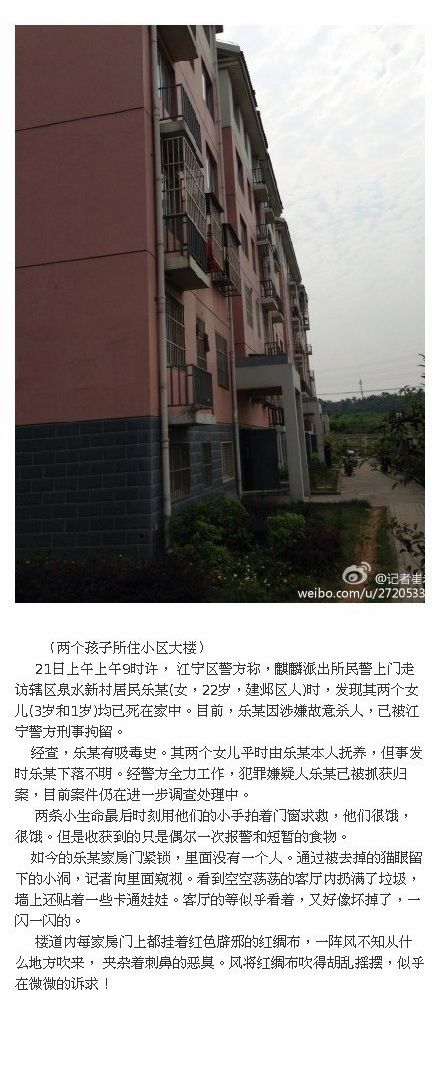 @记者崔
weibo.com/u/2720533
(两个孩子所住小区大楼)
21日上午上午9时许， 江宁区警方称，麒麟派出所民警上门走
访辖区泉水新村居民乐某(女，22岁，建邺区人)时，发现其两个女
儿(3岁和1岁)均已死在家中。目前，乐某因涉嫌故意杀人，已被江
宁警方刑事拘留。
经查，乐某有吸毒史。其两个女儿平时由乐某本人抚养，但事发
时乐某下落不明。经警方全力工作，犯罪嫌疑人乐某已被抓获归
案，目前案件仍在进一步调查处理中。
两条小生命最后时刻用他们的小手拍着门窗求救，他们很饿，
很饿。但是收获到的只是偶尔一次报警和短暂的食物。
如今的乐某家房门紧锁，里面没有一个人。通过被去掉的猫眼留
下的小洞，记者向里面窥视。看到空空荡荡的客厅内扔满了垃圾，
墙上还贴着一些卡通娃娃。客厅的等似乎看着，又好像坏掉了，一
闪一闪的。
楼道内每家房门上都挂着红色辟邪的红绸布，一阵风不知从什
么地方吹来， 夹杂着刺鼻的恶臭。风将红绸布吹得胡乱摇摆，似乎
在微微的诉求！